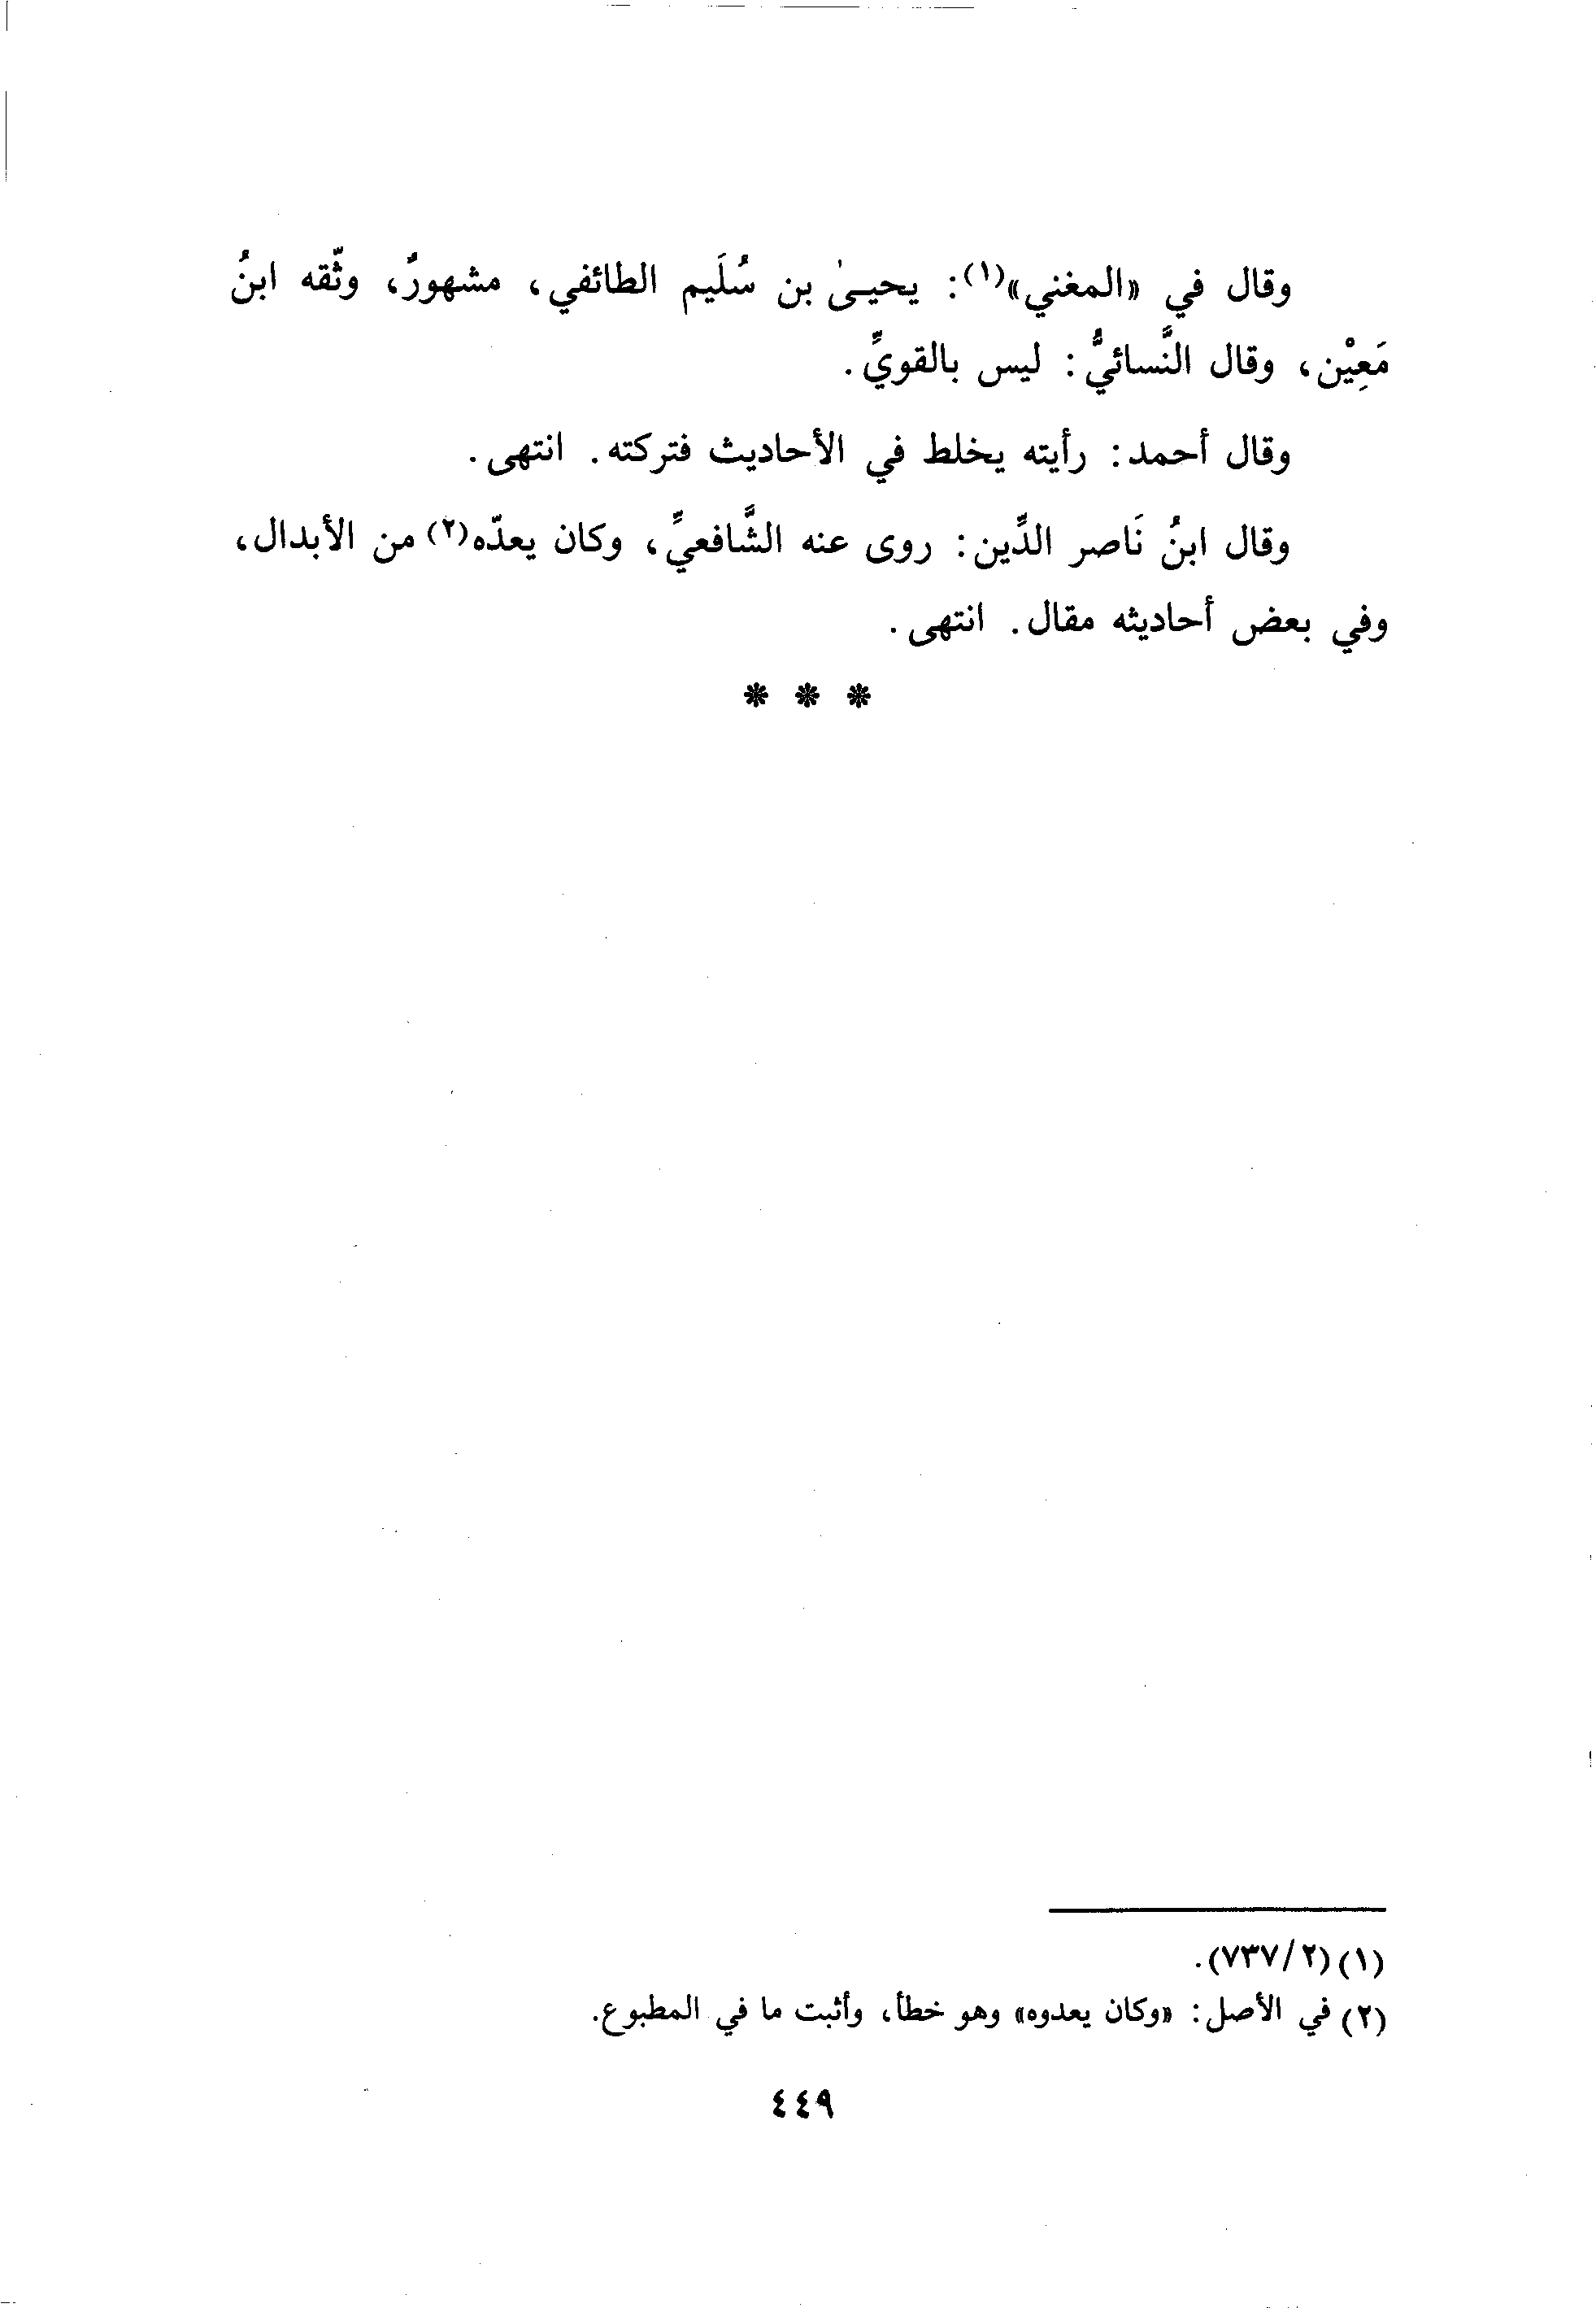 وقال في «المغني»(١): يحيـىٰ بن سُلَيم الطائفي، مشهورٌ، وثّقه ابنُ
مَعِيْن، وقال النَّسائيُّ: ليس بالقويِّ.
وقال أحمد: رأيته يخلط في الأحاديث فتركته. انتهى.
وقال ابنُ نَاصر الدِّين: روى عنه الشَّافعيِّ، وكان يعدّه(٢) من الأبدال،
وفي بعض أحاديثه مقال. انتهى.
* * *
(١) (٢/ ٧٣٧).
(٢) في الأصل: «وكان يعدوه» وهو خطأ، وأثبت ما في المطبوع.
٤٤٩